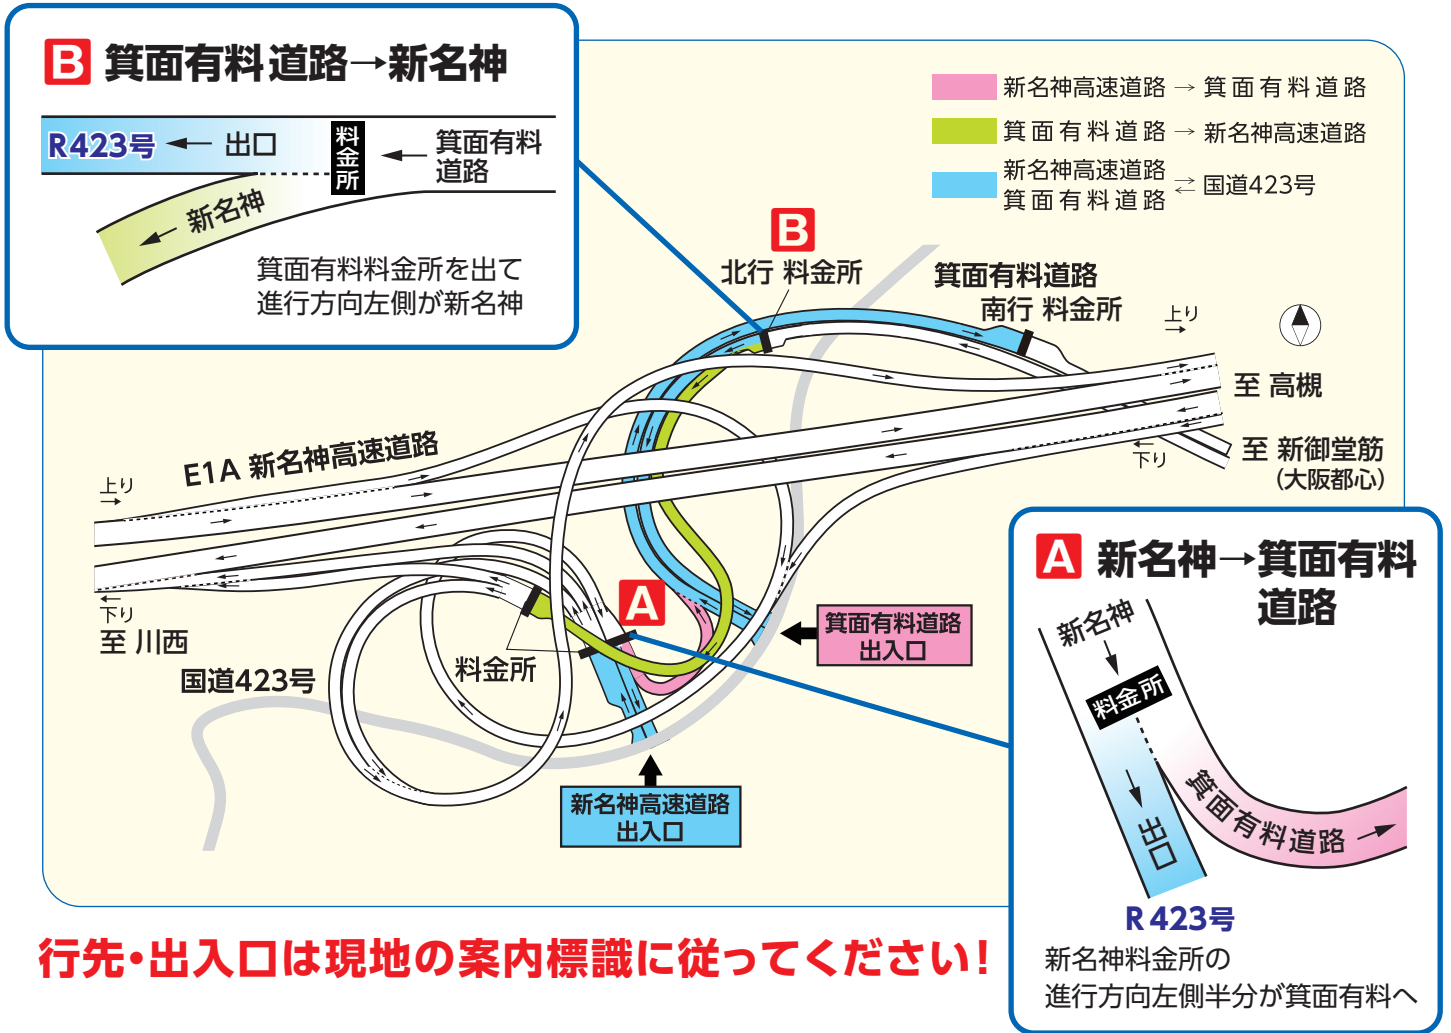 B 箕面有料道路→新名神
R423号 ← 出口
料金所
← 箕面有料
道路
← 新名神
箕面有料料金所を出て
進行方向左側が新名神
新名神高速道路 → 箕面有料道路
箕面有料道路 → 新名神高速道路
新名神高速道路
箕面有料道路 ⇄ 国道423号
B
北行 料金所
箕面有料道路
南行 料金所
上り
→
至 高槻
至 新御堂筋
(大阪都心)
←
下り
E1A 新名神高速道路
上り
→
←
下り
至 川西
国道423号
料金所
A
箕面有料道路
出入口
新名神高速道路
出入口
A 新名神→箕面有料
道路
新名神
料金所
箕面有料道路 →
出口
R423号
新名神料金所の
進行方向左側半分が箕面有料へ
行先・出入口は現地の案内標識に従ってください!